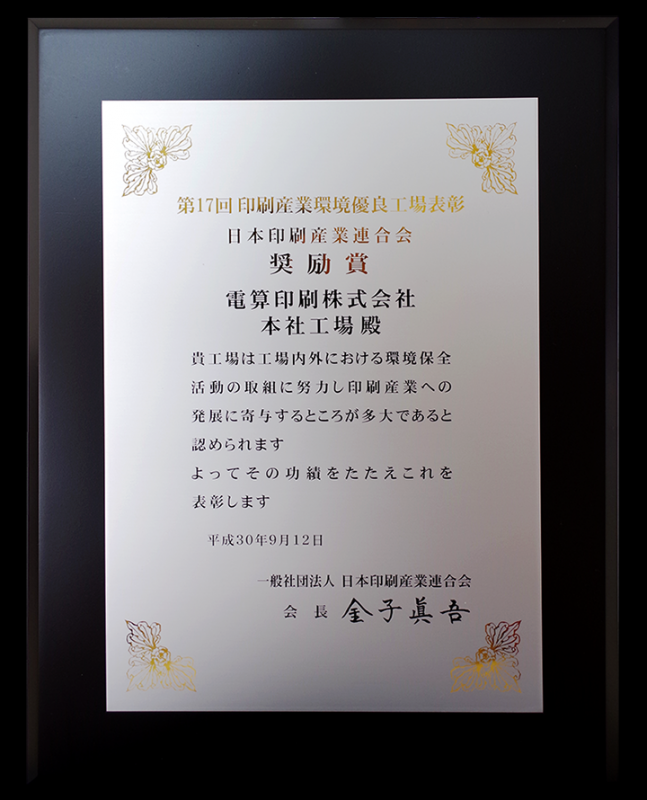 第17回 印刷産業環境優良工場表彰
日本印刷産業連合会
奨励賞
電算印刷株式会社
本社工場 殿
貴工場は工場内外における環境保全
活動の取組に努力し印刷産業への
発展に寄与するところが多大であると
認められます
よってその功績をたたえこれを
表彰します
平成30年9月12日
一般社団法人 日本印刷産業連合会
会長 金子眞吾